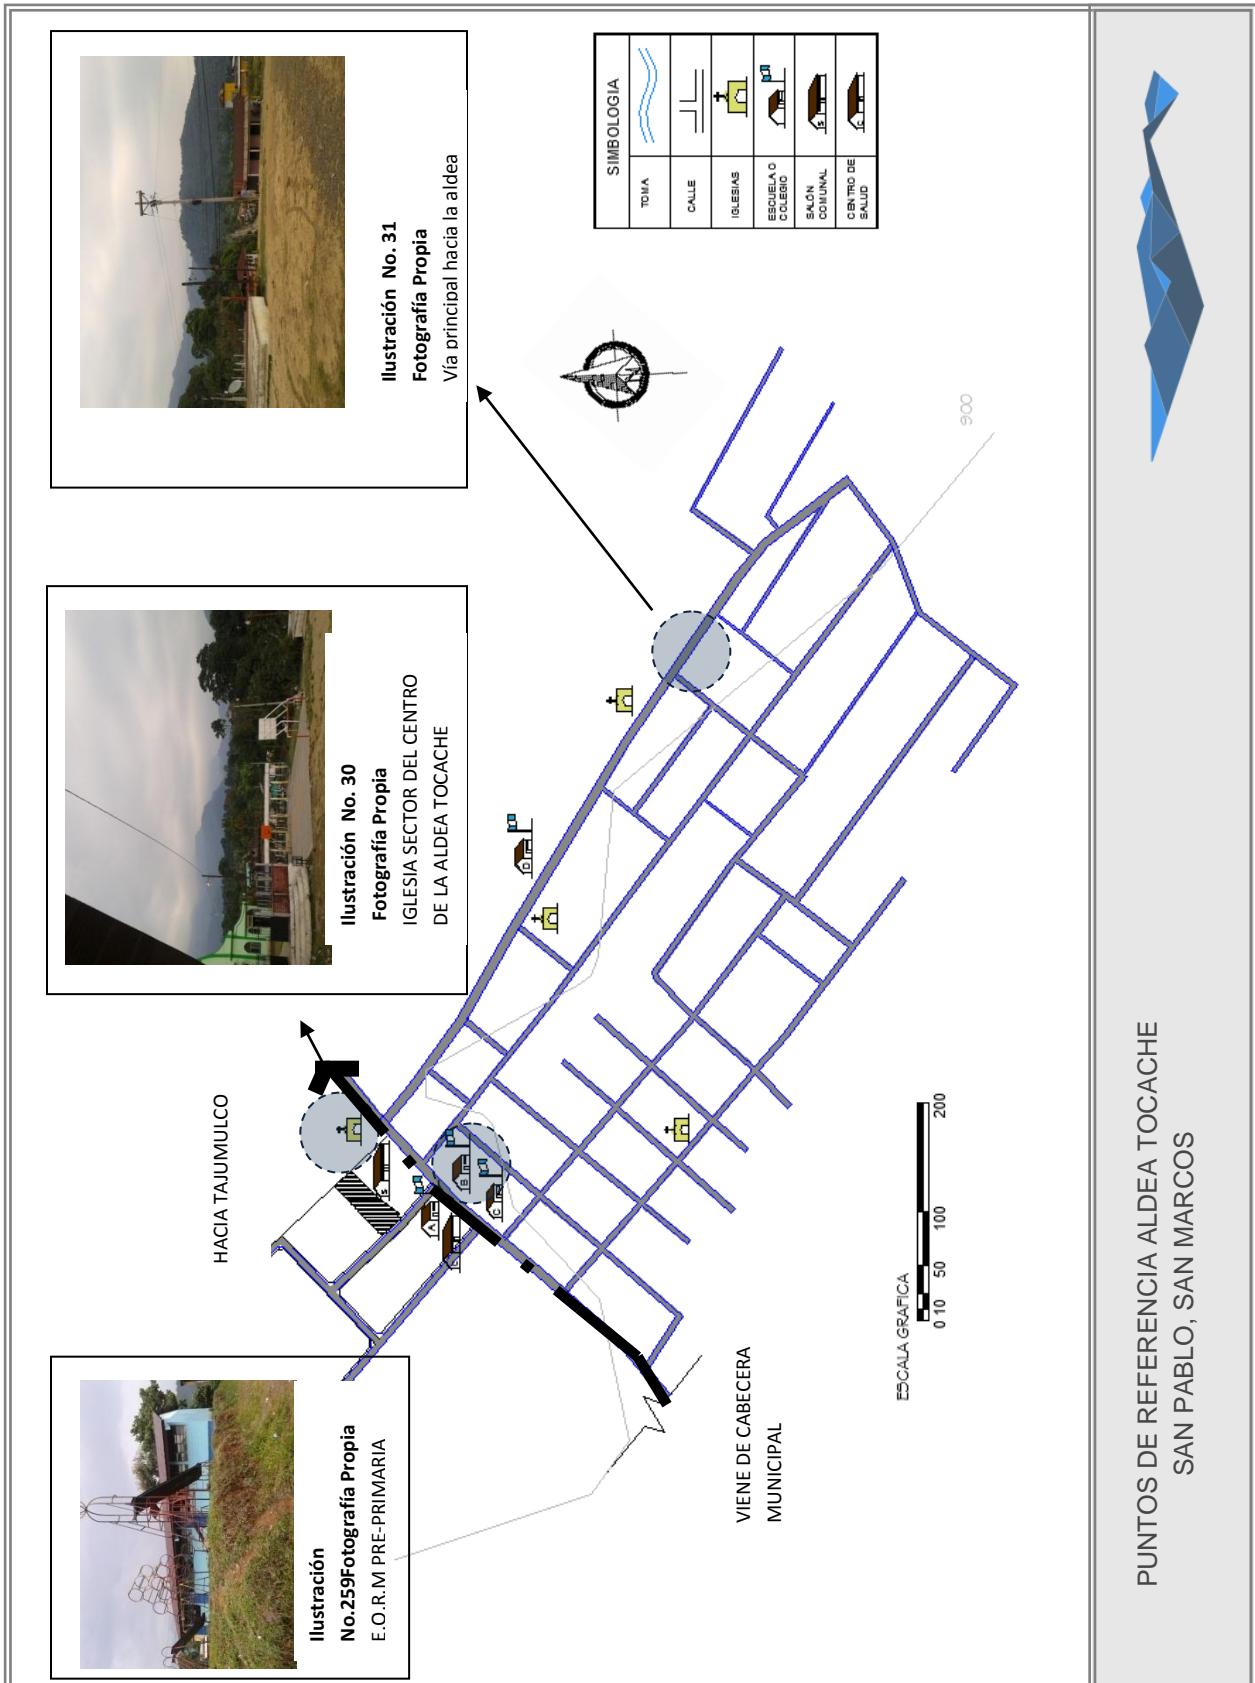 Ilustración
No.259Fotografía Propia
E.O.R.M PRE-PRIMARIA
Ilustración No. 30
Fotografía Propia
IGLESIA SECTOR DEL CENTRO
DE LA ALDEA TOCACHE
Ilustración No. 31
Fotografía Propia
Vía principal hacia la aldea
HACIA TAJUMULCO
SIMBOLOGIA
TOMA
CALLE
IGLESIAS
ESCUELA O
COLEGIO
S
SALÓN
COMUNAL
C
CENTRO DE
SALUD
N
900
S
A
B
C
C
D
VIENE DE CABECERA
MUNICIPAL
ESCALA GRAFICA
0 10 50 100 200
PUNTOS DE REFERENCIA ALDEA TOCACHE
SAN PABLO, SAN MARCOS